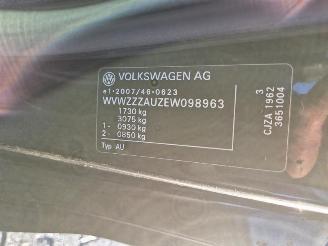 VOLKSWAGEN AG
e1*2007/46*0623
WVWZZZAUZEW098963
1730 kg
3075 kg
1- 0930 kg
2- 0850 kg
Typ AU
3
CJZA 1962
3651004